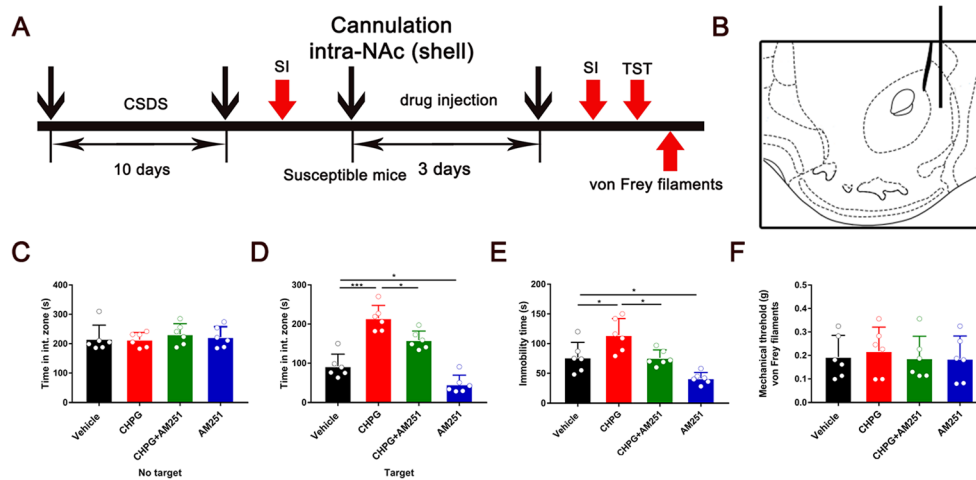 A
Cannulation
intra-NAc (shell)
SI
SI
TST
CSDS
drug injection
10 days
Susceptible mice
3 days
von Frey filaments
B
C
Time in int. zone (s)
400
300
200
100
0
Vehicle
CHPG
CHPG+AM251
AM251
No target
D
Time in int. zone (s)
400
300
200
100
0
*
***
*
Vehicle
CHPG
CHPG+AM251
AM251
Target
E
Immobility time (s)
200
150
100
50
0
*
*
*
Vehicle
CHPG
CHPG+AM251
AM251
F
Mechanical threhold (g)
von Frey filaments
0.5
0.4
0.3
0.2
0.1
0.0
Vehicle
CHPG
CHPG+AM251
AM251